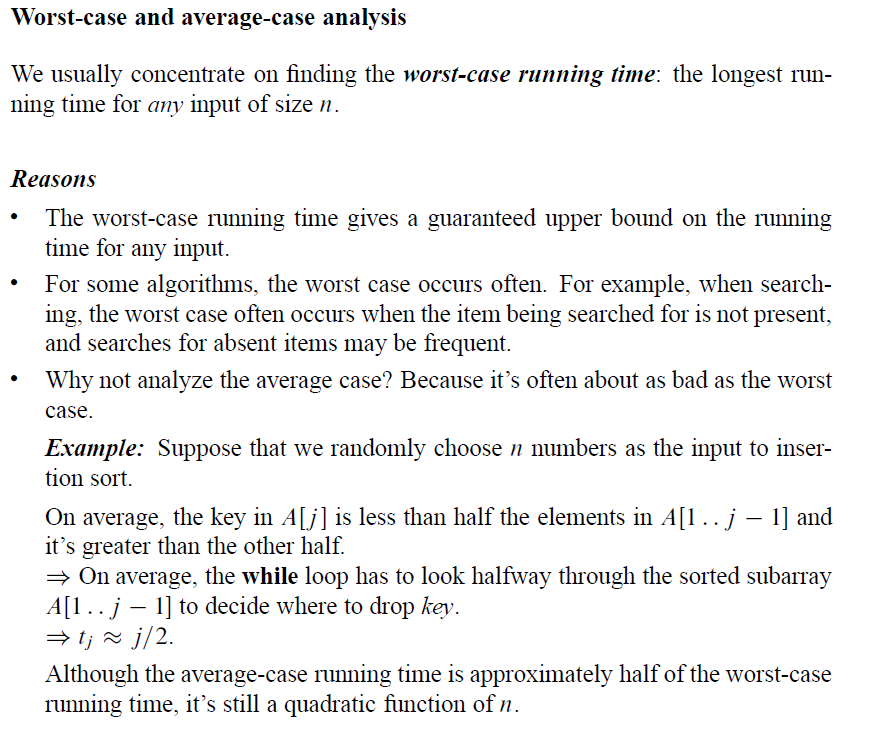 Worst-case and average-case analysis
We usually concentrate on finding the worst-case running time: the longest run-
ning time for any input of size n.
Reasons
• The worst-case running time gives a guaranteed upper bound on the running
time for any input.
• For some algorithms, the worst case occurs often. For example, when search-
ing, the worst case often occurs when the item being searched for is not present,
and searches for absent items may be frequent.
• Why not analyze the average case? Because it's often about as bad as the worst
case.
Example: Suppose that we randomly choose n numbers as the input to inser-
tion sort.
On average, the key in A[j] is less than half the elements in A[1 . . j − 1] and
it's greater than the other half.
⇒ On average, the while loop has to look halfway through the sorted subarray
A[1 . . j − 1] to decide where to drop key.
⇒ tj ≈ j/2.
Although the average-case running time is approximately half of the worst-case
running time, it's still a quadratic function of n.